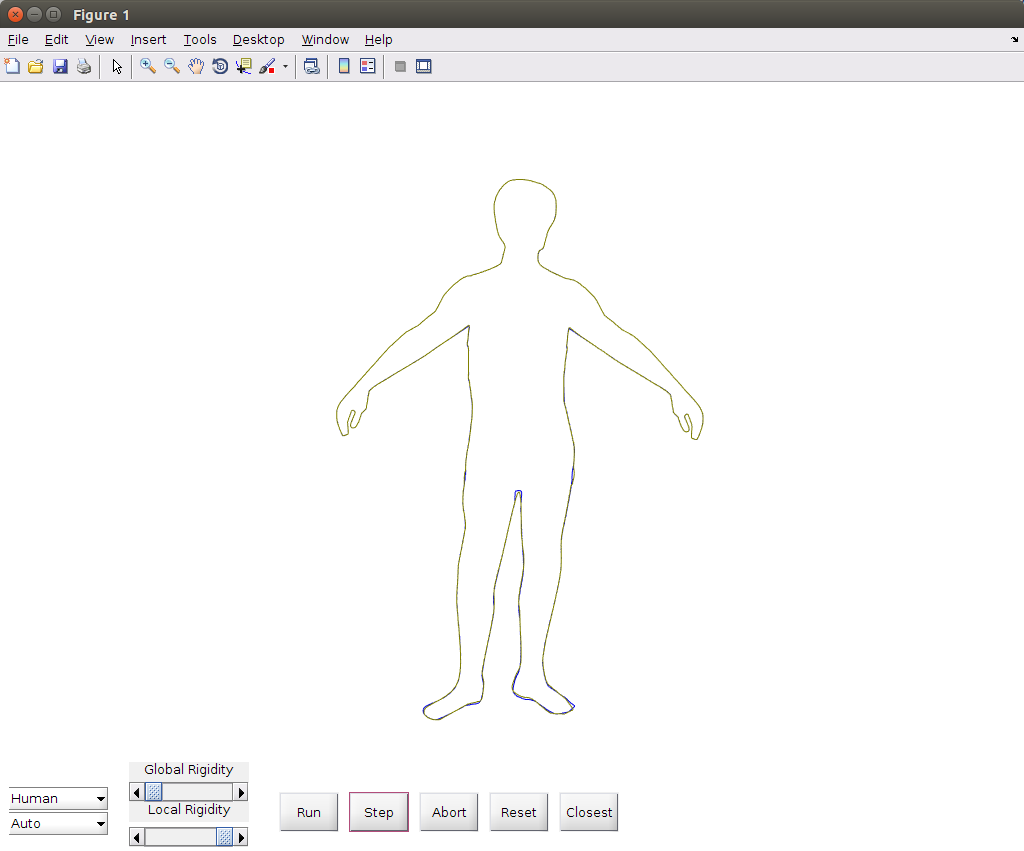 Figure 1
File Edit View Insert Tools Desktop Window Help
Global Rigidity
Human
Local Rigidity
Auto
Run Step Abort Reset Closest